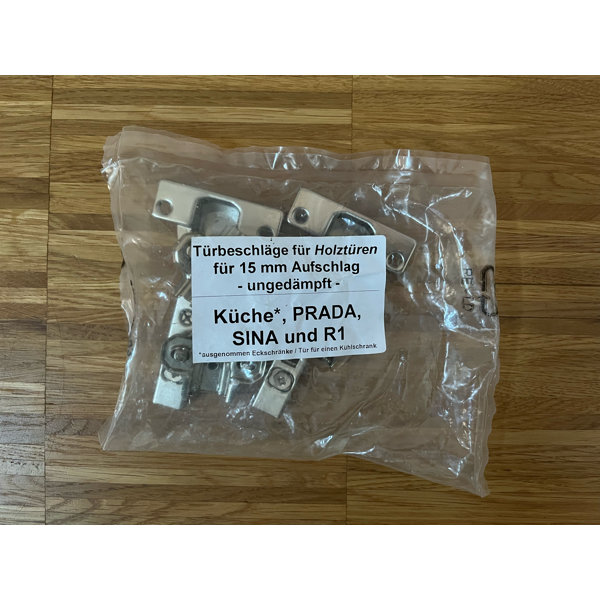 Türbeschläge für Holztüren
für 15 mm Aufschlag
- ungedämpft -
Küche*, PRADA,
SINA und R1
*ausgenommen Eckschränke / Tür für einen Kühlschrank